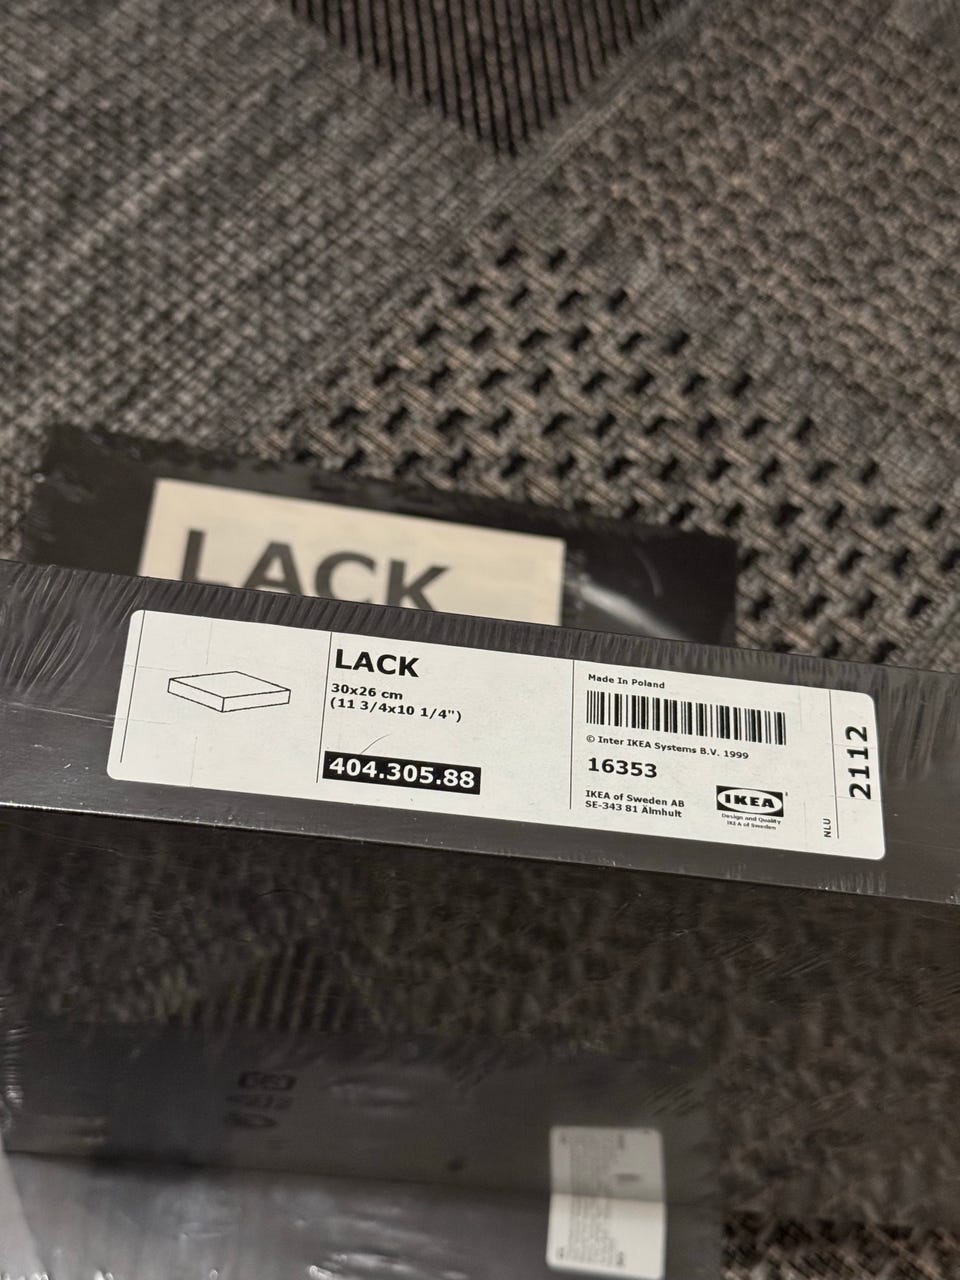 LACK
LACK
30x26 cm
(11 3/4x10 1/4")
404.305.88
Made In Poland
© Inter IKEA Systems B.V. 1999
16353
IKEA of Sweden AB
SE-343 81 Älmhult
IKEA
Design and Quality
IKEA of Sweden
NLU
2112